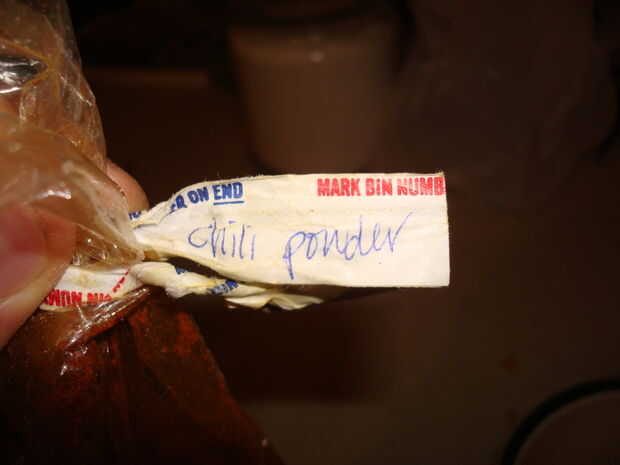 ER ON END
MARK BIN NUMB
chili powder